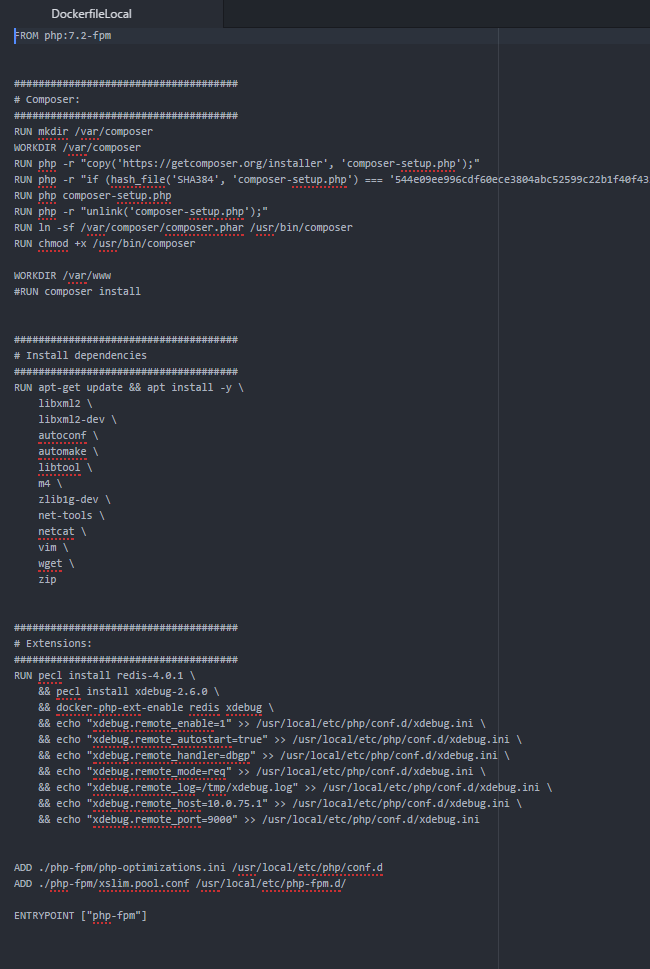 DockerfileLocal
FROM php:7.2-fpm
#####################################
# Composer:
#####################################
RUN mkdir /var/composer
WORKDIR /var/composer
RUN php -r "copy('https://getcomposer.org/installer', 'composer-setup.php');"
RUN php -r "if (hash_file('SHA384', 'composer-setup.php') === '544e09ee996cdf60ece3804abc52599c22b1f40f43
RUN php composer-setup.php
RUN php -r "unlink('composer-setup.php');"
RUN ln -sf /var/composer/composer.phar /usr/bin/composer
RUN chmod +x /usr/bin/composer
WORKDIR /var/www
#RUN composer install
#####################################
# Install dependencies
#####################################
RUN apt-get update && apt install -y \
libxml2 \
libxml2-dev \
autoconf \
automake \
libtool \
m4 \
zlib1g-dev \
net-tools \
netcat \
vim \
wget \
zip
#####################################
# Extensions:
#####################################
RUN pecl install redis-4.0.1 \
&& pecl install xdebug-2.6.0 \
&& docker-php-ext-enable redis xdebug \
&& echo "xdebug.remote_enable=1" >> /usr/local/etc/php/conf.d/xdebug.ini \
&& echo "xdebug.remote_autostart=true" >> /usr/local/etc/php/conf.d/xdebug.ini \
&& echo "xdebug.remote_handler=dbgp" >> /usr/local/etc/php/conf.d/xdebug.ini \
&& echo "xdebug.remote_mode=req" >> /usr/local/etc/php/conf.d/xdebug.ini \
&& echo "xdebug.remote_log=/tmp/xdebug.log" >> /usr/local/etc/php/conf.d/xdebug.ini \
&& echo "xdebug.remote_host=10.0.75.1" >> /usr/local/etc/php/conf.d/xdebug.ini \
&& echo "xdebug.remote_port=9000" >> /usr/local/etc/php/conf.d/xdebug.ini
ADD ./php-fpm/php-optimizations.ini /usr/local/etc/php/conf.d
ADD ./php-fpm/xslim.pool.conf /usr/local/etc/php-fpm.d/
ENTRYPOINT ["php-fpm"]